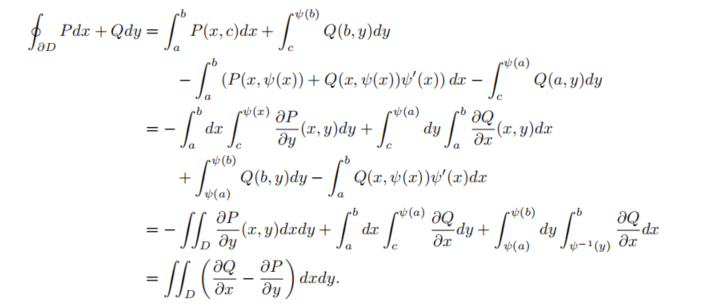 \oint_{\partial D} Pdx + Qdy = \int_a^b P(x,c)dx + \int_c^{\psi(b)} Q(b,y)dy
- \int_a^b (P(x,\psi(x)) + Q(x,\psi(x))\psi'(x)) dx - \int_c^{\psi(a)} Q(a,y)dy
= - \int_a^b dx \int_c^{\psi(x)} \frac{\partial P}{\partial y}(x,y)dy + \int_c^{\psi(a)} dy \int_a^b \frac{\partial Q}{\partial x}(x,y)dx
+ \int_{\psi(a)}^{\psi(b)} Q(b,y)dy - \int_a^b Q(x,\psi(x))\psi'(x)dx
= - \iint_D \frac{\partial P}{\partial y}(x,y)dxdy + \int_a^b dx \int_c^{\psi(a)} \frac{\partial Q}{\partial x}dy + \int_{\psi(a)}^{\psi(b)} dy \int_{\psi^{-1}(y)}^b \frac{\partial Q}{\partial x}dx
= \iint_D \left( \frac{\partial Q}{\partial x} - \frac{\partial P}{\partial y} \right) dxdy.